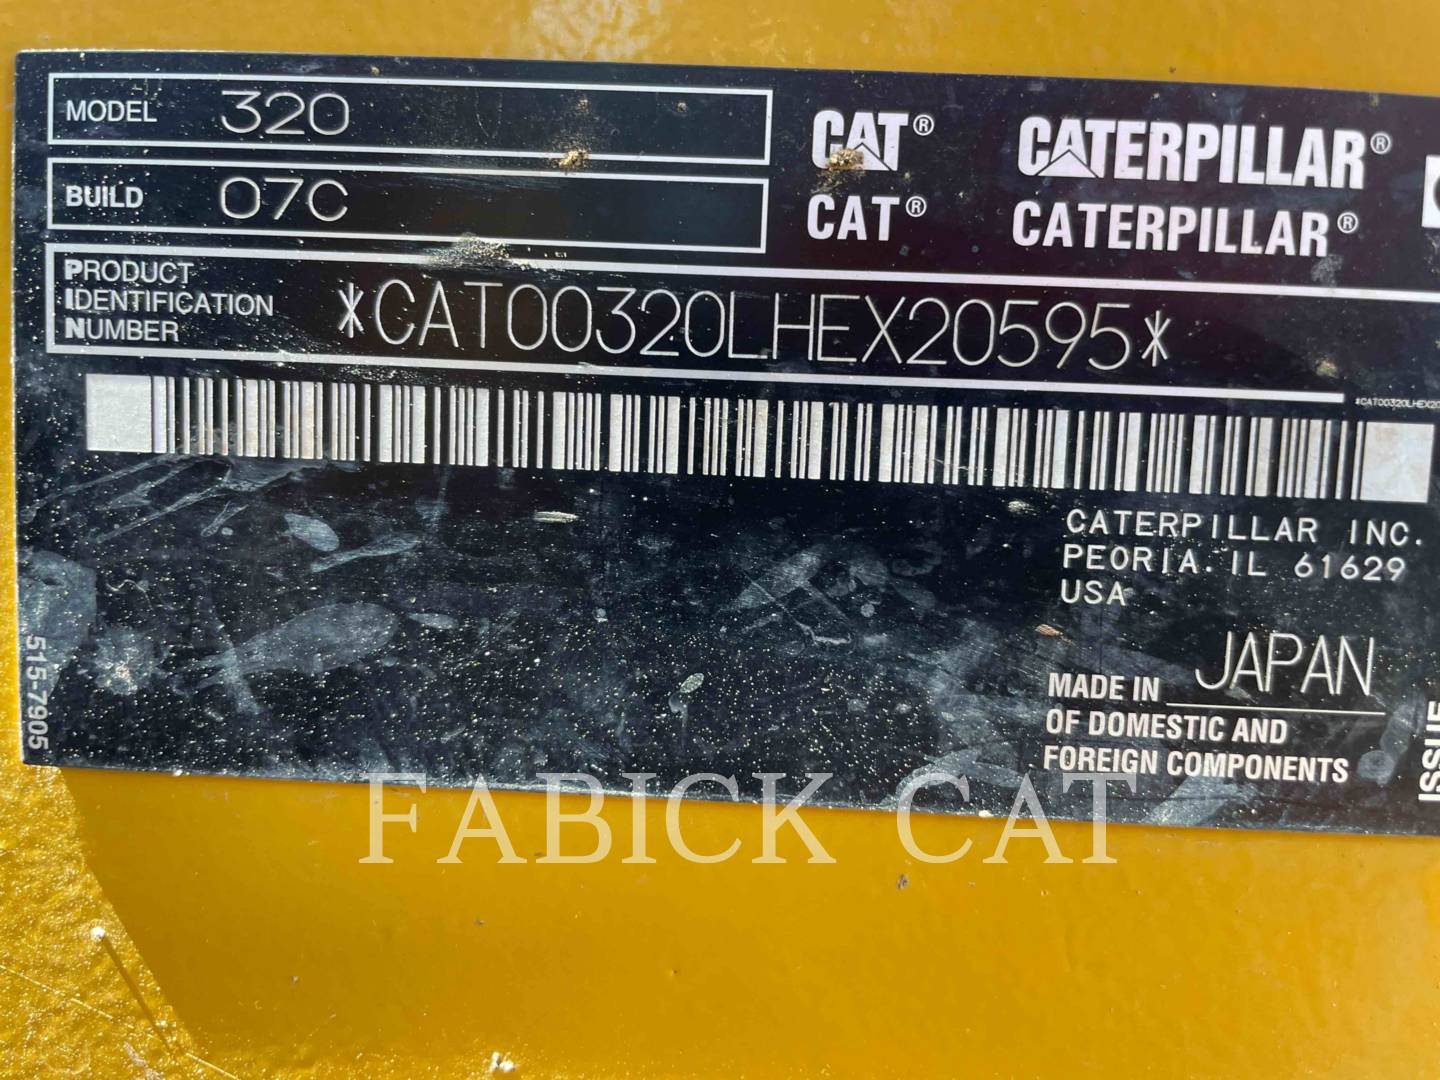 MODEL 320
BUILD 07C
CAT® CATERPILLAR®
CAT® CATERPILLAR®
PRODUCT
IDENTIFICATION
NUMBER
*CAT00320LHEX20595*
*CAT00320LHEX20
CATERPILLAR INC.
PEORIA. IL 61629
USA
MADE IN JAPAN
OF DOMESTIC AND
FOREIGN COMPONENTS
515-7905
FABICK CAT